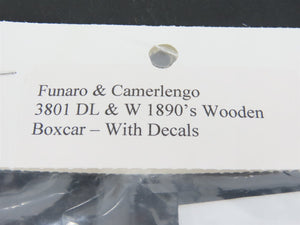 Funaro & Camerlengo
3801 DL & W 1890's Wooden
Boxcar – With Decals